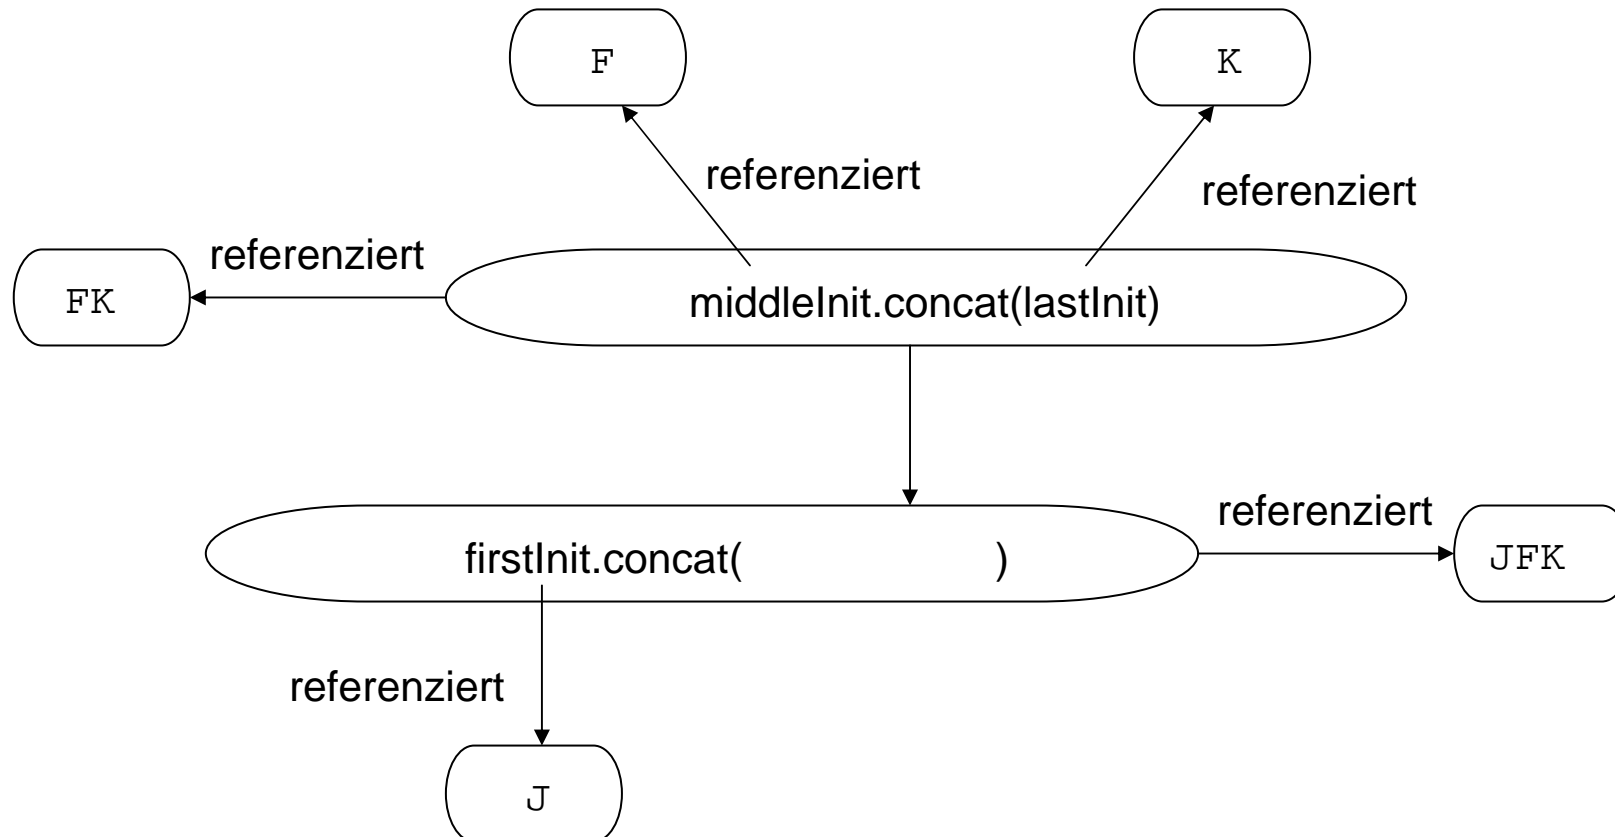 F
K
referenziert
referenziert
referenziert
FK
middleInit.concat(lastInit)
referenziert
firstInit.concat( )
JFK
referenziert
J